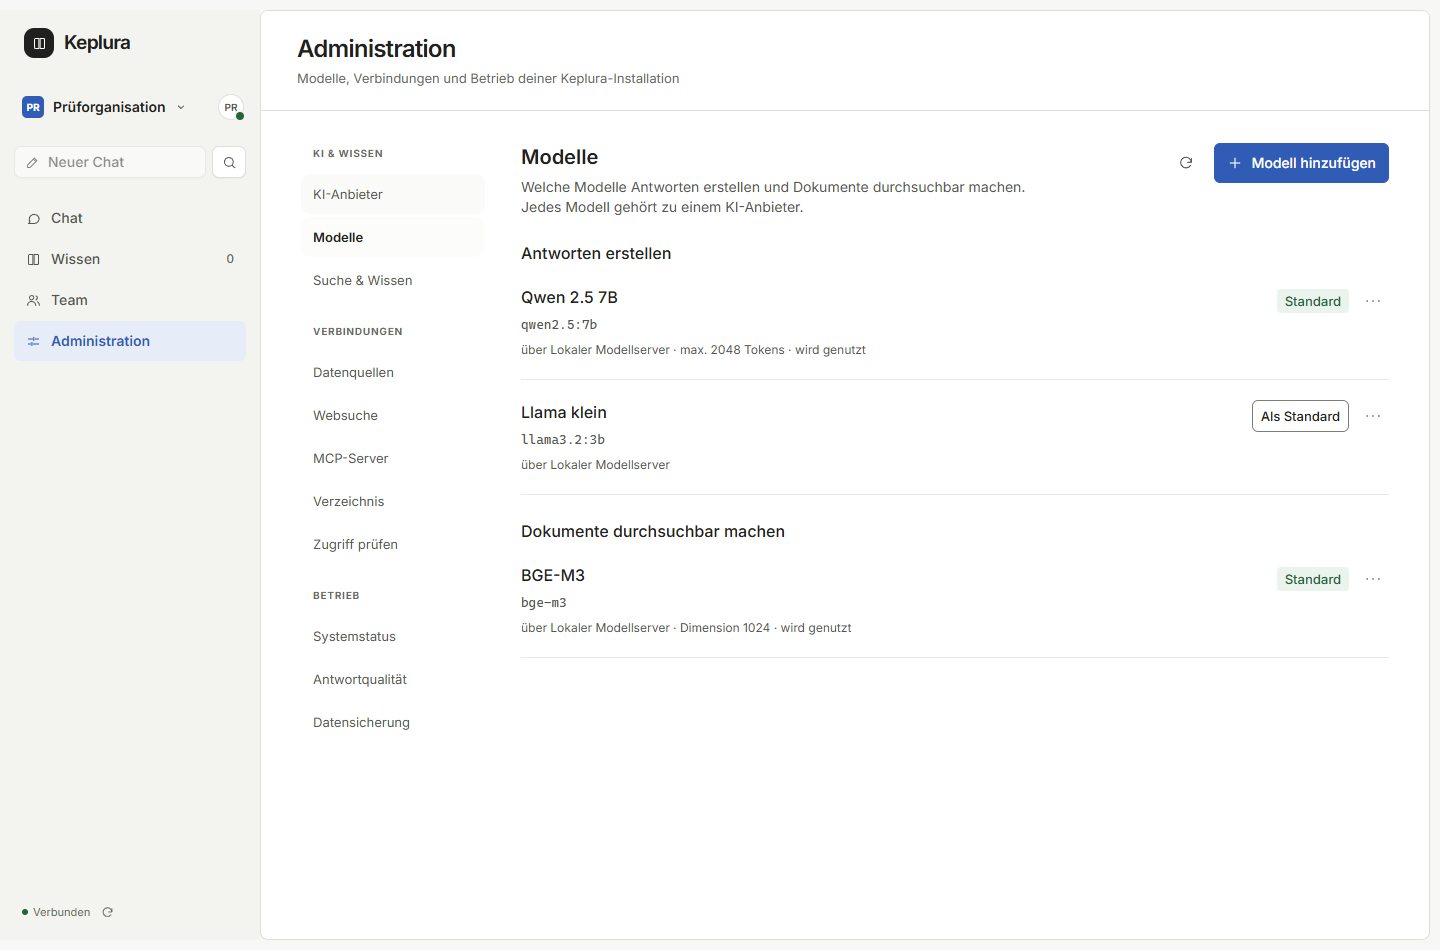 Keplura
PR Prüforganisation PR
Neuer Chat
Chat
Wissen 0
Team
Administration
Verbunden
Administration
Modelle, Verbindungen und Betrieb deiner Keplura-Installation
KI & WISSEN
KI-Anbieter
Modelle
Suche & Wissen
VERBINDUNGEN
Datenquellen
Websuche
MCP-Server
Verzeichnis
Zugriff prüfen
BETRIEB
Systemstatus
Antwortqualität
Datensicherung
Modelle
Modell hinzufügen
Welche Modelle Antworten erstellen und Dokumente durchsuchbar machen.
Jedes Modell gehört zu einem KI-Anbieter.
Antworten erstellen
Qwen 2.5 7B
Standard
qwen2.5:7b
über Lokaler Modellserver · max. 2048 Tokens · wird genutzt
Llama klein
Als Standard
llama3.2:3b
über Lokaler Modellserver
Dokumente durchsuchbar machen
BGE-M3
Standard
bge-m3
über Lokaler Modellserver · Dimension 1024 · wird genutzt